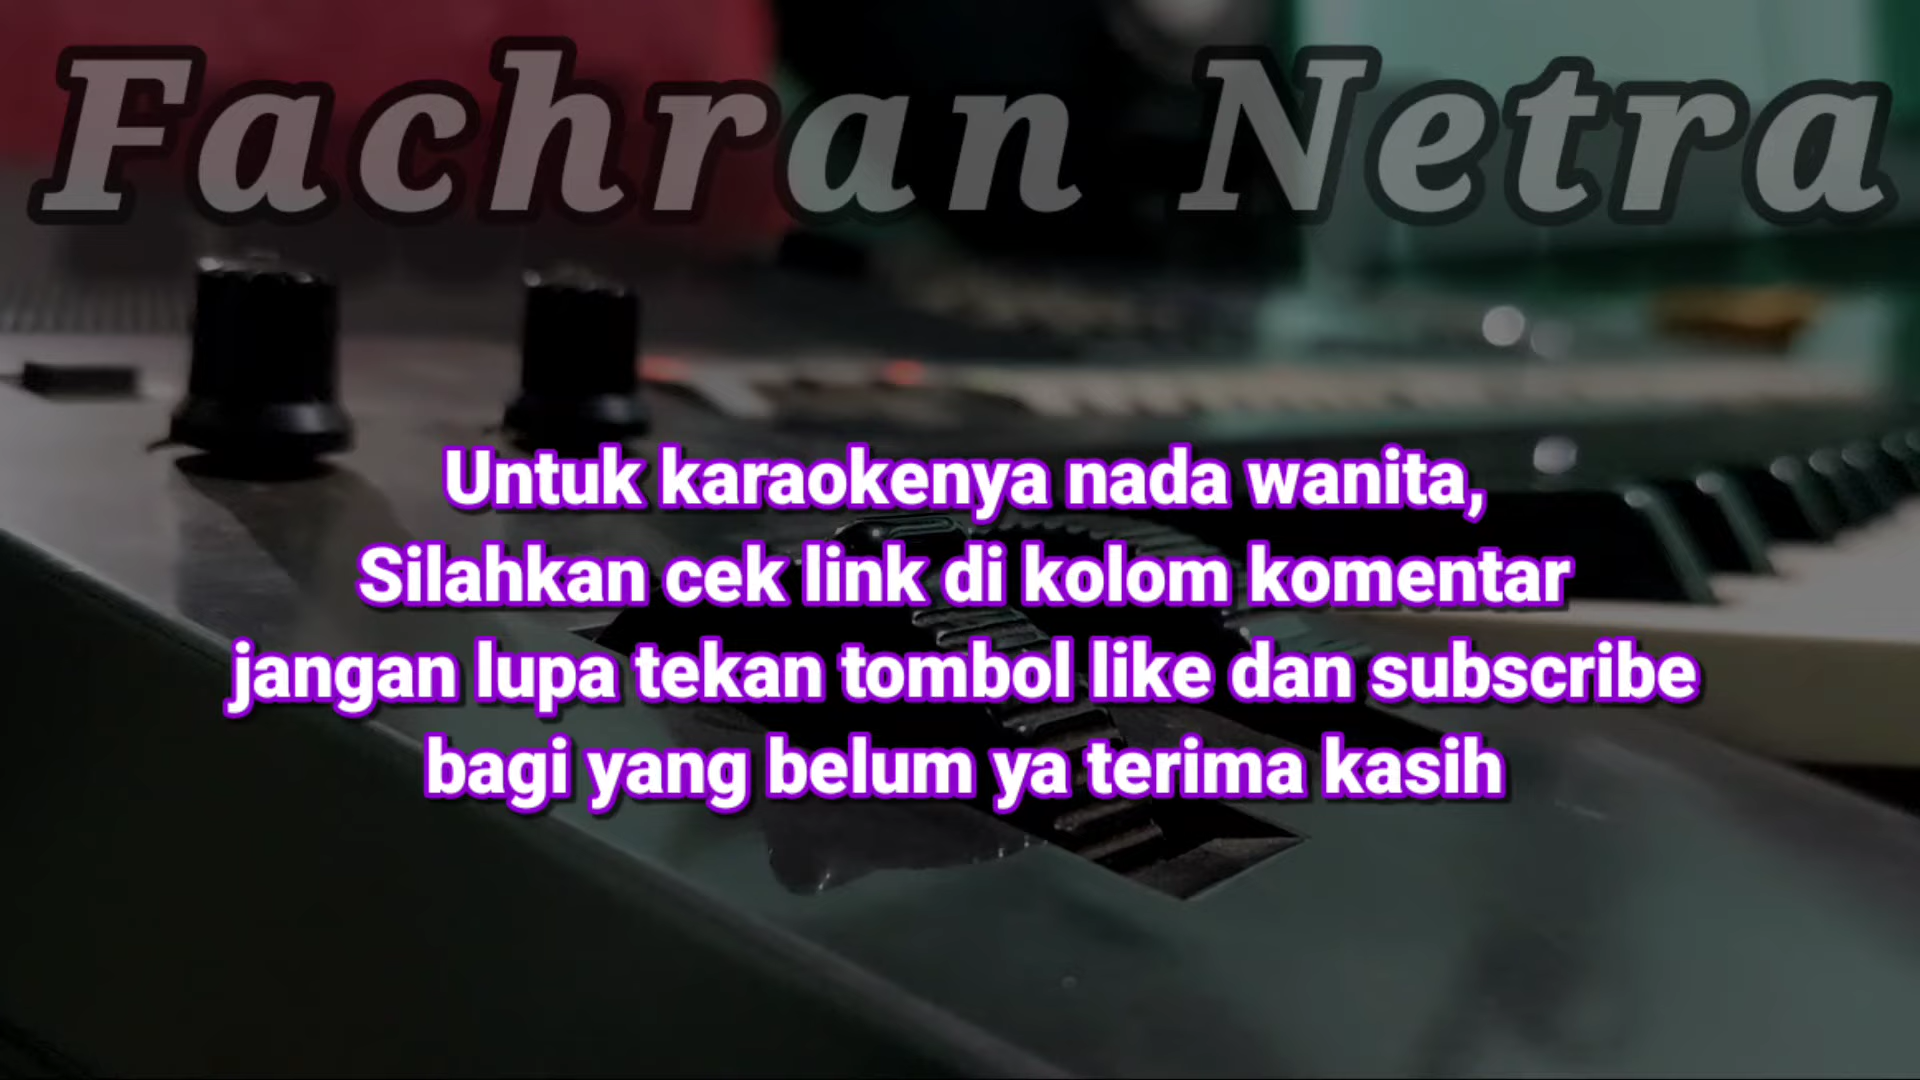 Fachran Netra
Untuk karaokenya nada wanita,
Silahkan cek link di kolom komentar
jangan lupa tekan tombol like dan subscribe
bagi yang belum ya terima kasih